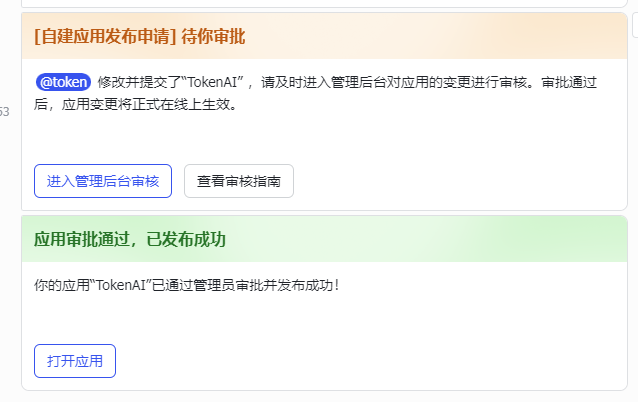 [自建应用发布申请] 待你审批
@token 修改并提交了“TokenAI” ，请及时进入管理后台对应用的变更进行审核。审批通过
后，应用变更将正式在线上生效。
进入管理后台审核 查看审核指南
应用审批通过，已发布成功
你的应用“TokenAI”已通过管理员审批并发布成功！
打开应用